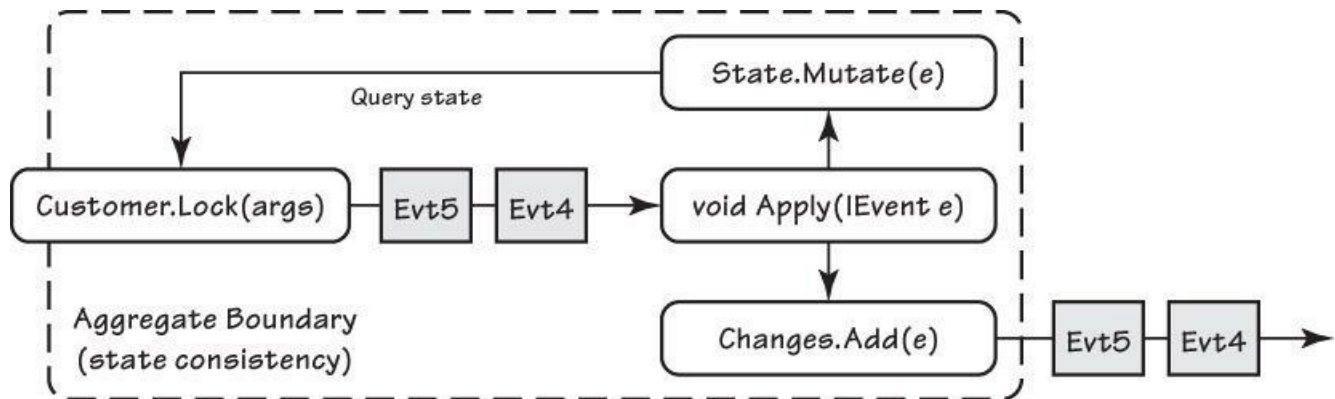 State.Mutate(e)
Query state
Customer.Lock(args)
Evt5
Evt4
void Apply(IEvent e)
Aggregate Boundary
(state consistency)
Changes.Add(e)
Evt5
Evt4